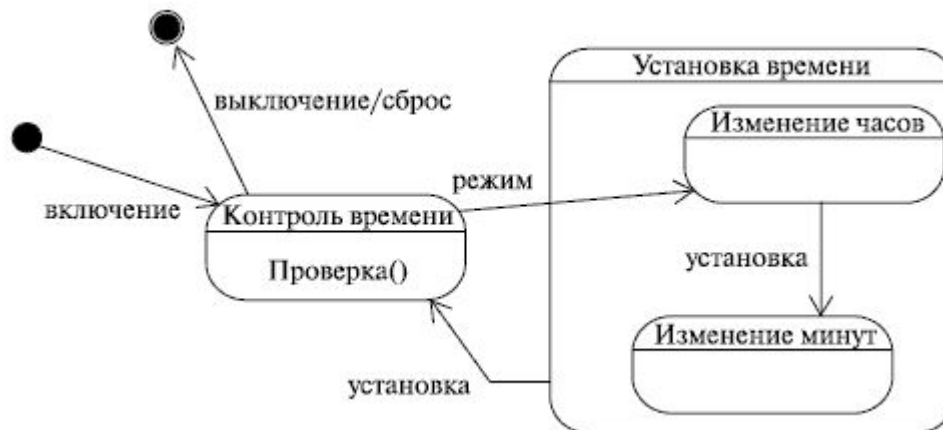 Установка времени
выключение/сброс
Изменение часов
режим
включение
Контроль времени
Проверка()
установка
Изменение минут
установка